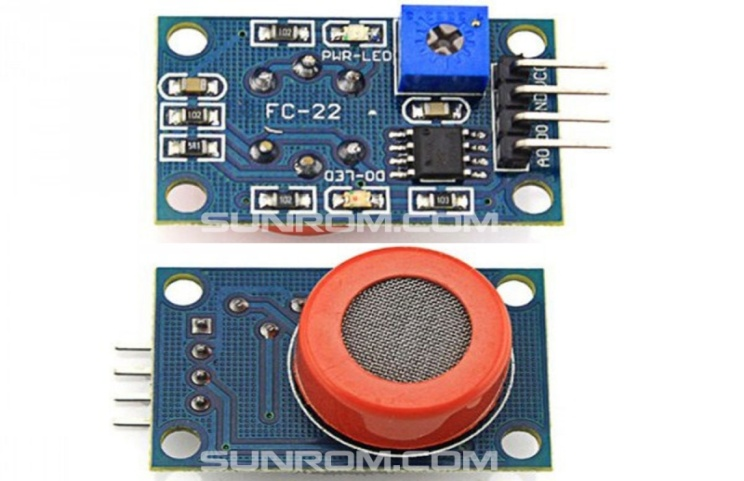 102
PWR-LED
FC-22
102
511
VCC
GND
DO
AO
DO-LED
102
103
SUNROM.COM
SUNROM.COM